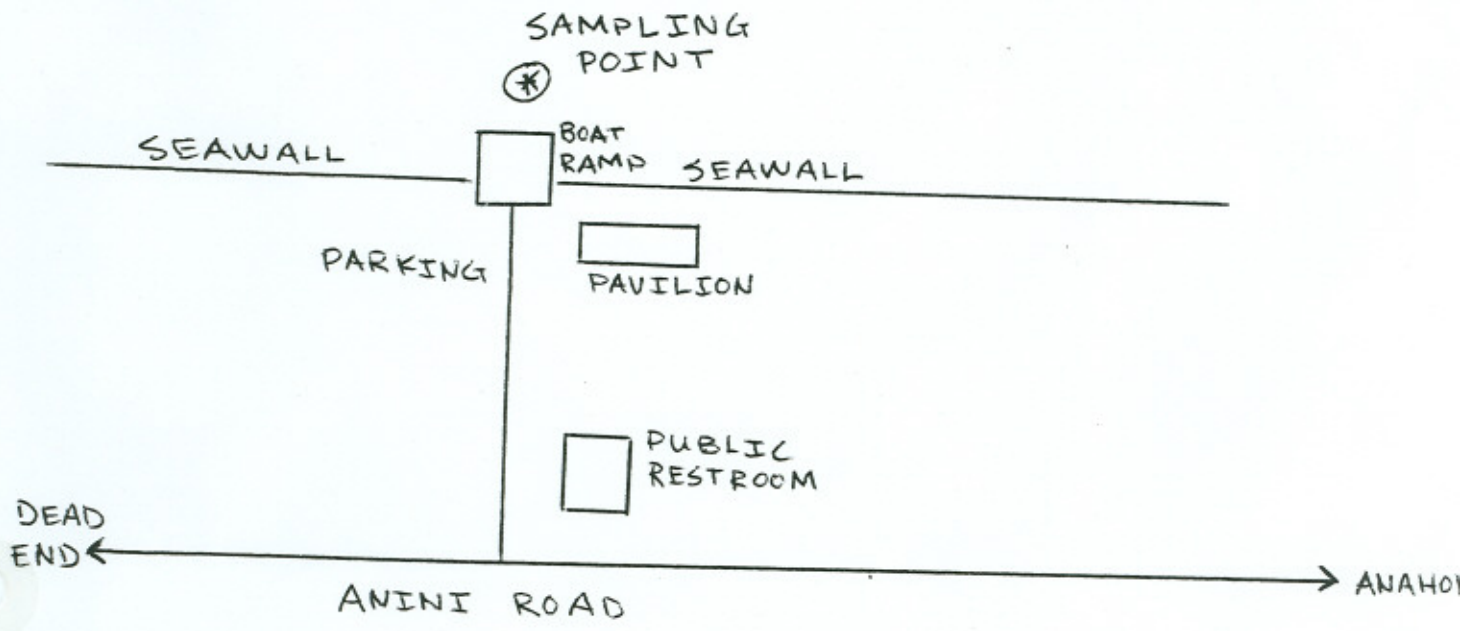 SAMPLING
POINT
BOAT
RAMP
SEAWALL
SEAWALL
PARKING
PAVILION
PUBLIC
RESTROOM
DEAD
END
ANINI ROAD